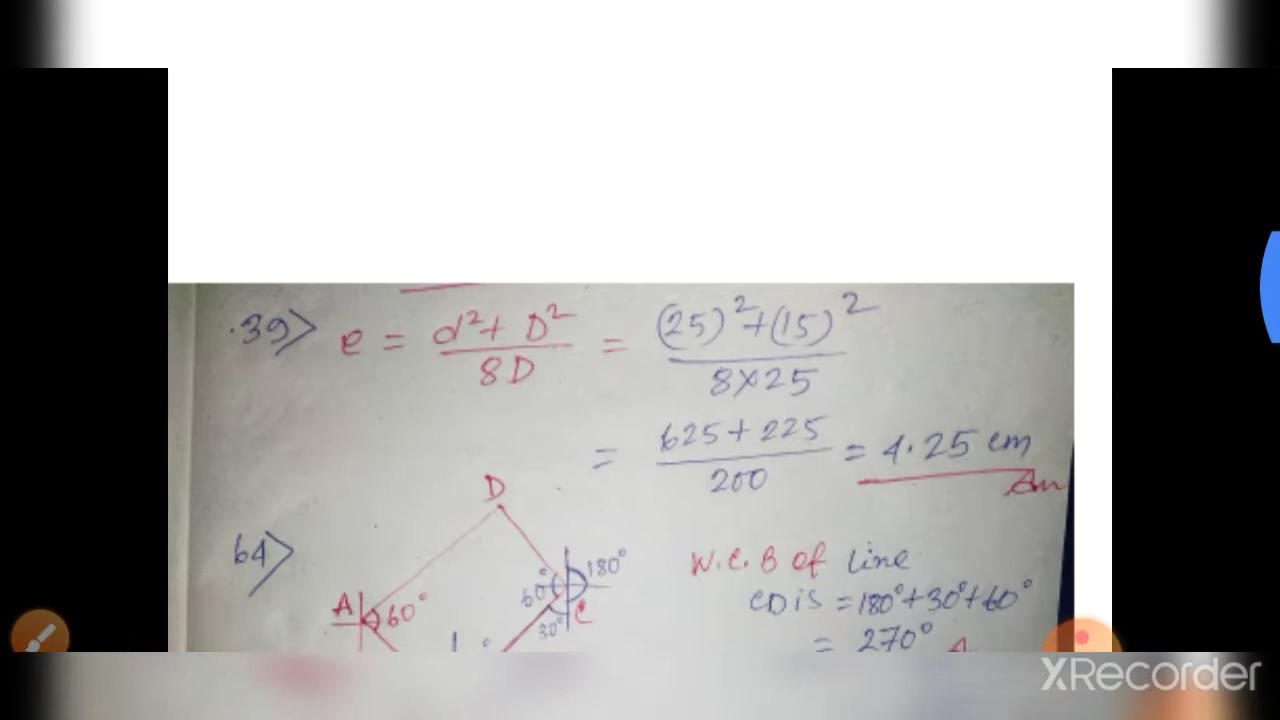 39> e = d²+ D² / 8D = (25)²+(15)² / 8×25
= 625+225 / 200 = 4.25 cm
Ans
D
64>
W.C.B of Line
180°
60°
A 60°
C
CD is = 180°+30°+60°
30°
= 270°
XRecorder